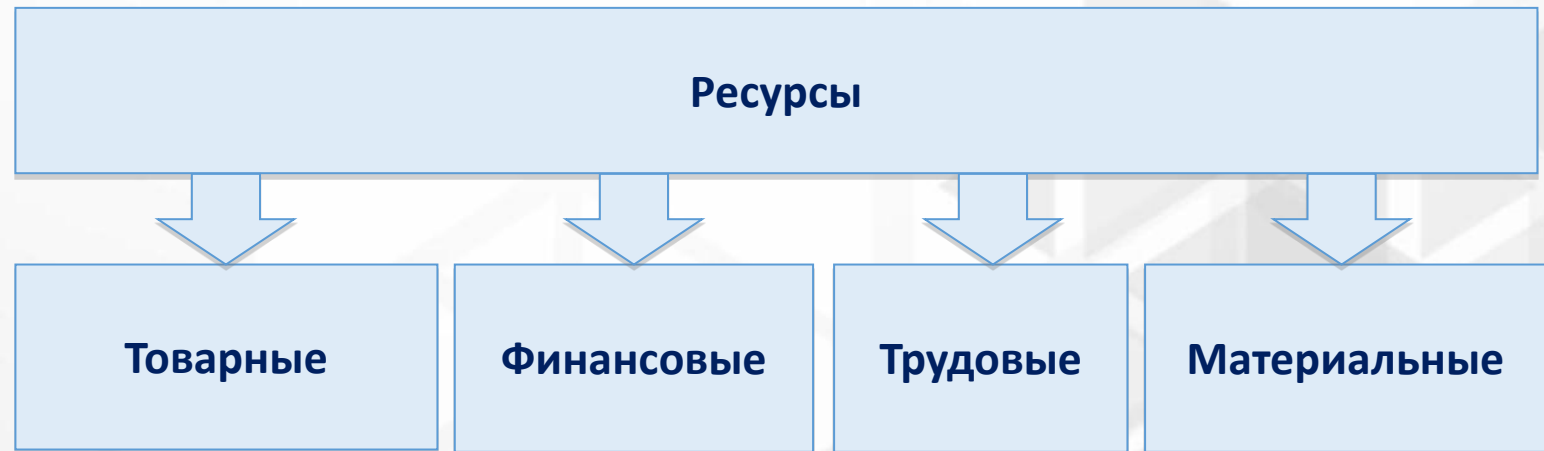 Ресурсы
Товарные
Финансовые
Трудовые
Материальные